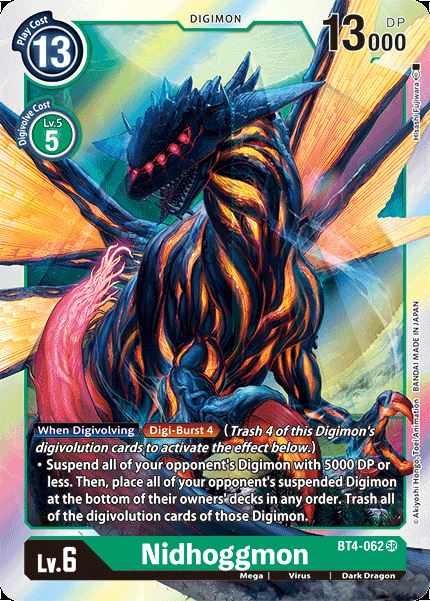 DIGIMON
Play Cost
13
DP
13000
Digivolve Cost
Lv.5
5
Hisashi Fujiwara
When Digivolving Digi-Burst 4 (Trash 4 of this Digimon's
digivolution cards to activate the effect below.)
• Suspend all of your opponent's Digimon with 5000 DP or
less. Then, place all of your opponent's suspended Digimon
at the bottom of their owners' decks in any order. Trash all
of the digivolution cards of those Digimon.
©Akiyoshi Hongo, Toei Animation BANDAI MADE IN JAPAN
Lv.6
Nidhoggmon
BT4-062 SR
Mega | Virus | Dark Dragon